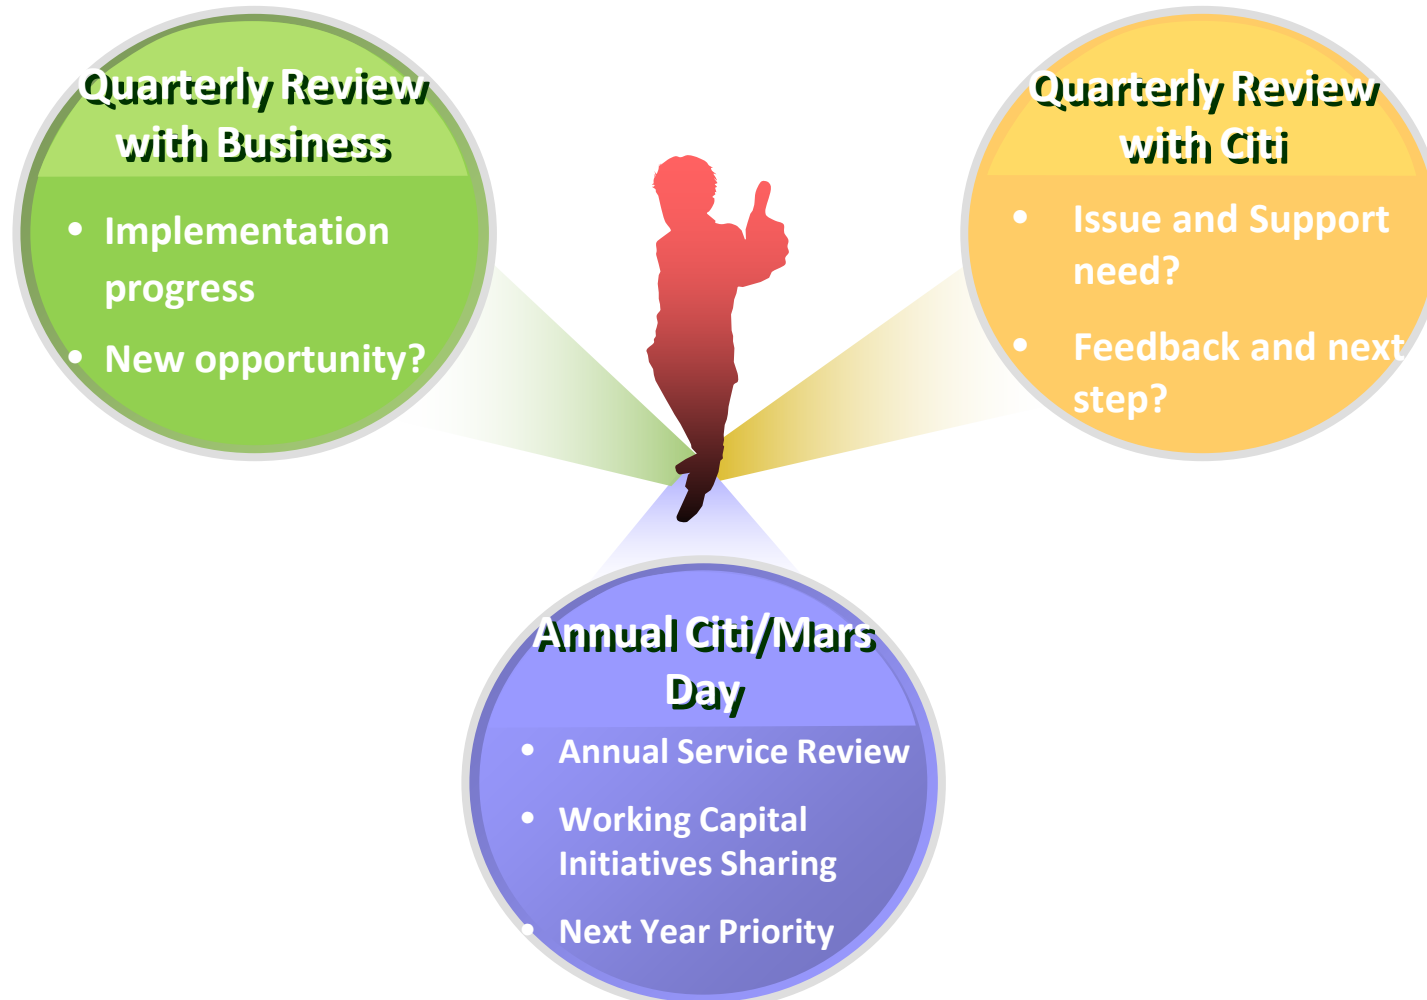 Quarterly Review
with Business
• Implementation
progress
• New opportunity?
Quarterly Review
with Citi
• Issue and Support
need?
• Feedback and next
step?
Annual Citi/Mars
Day
• Annual Service Review
• Working Capital
Initiatives Sharing
• Next Year Priority